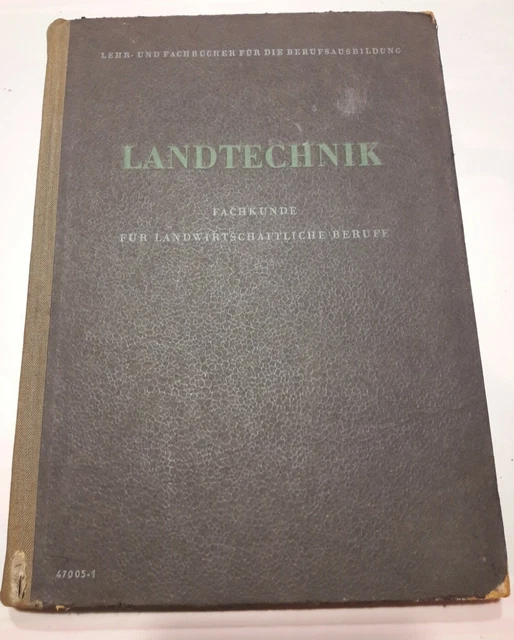 LEHR- UND FACHBÜCHER FÜR DIE BERUFSAUSBILDUNG
LANDTECHNIK
FACHKUNDE
FÜR LANDWIRTSCHAFTLICHE BERUFE
47005-1